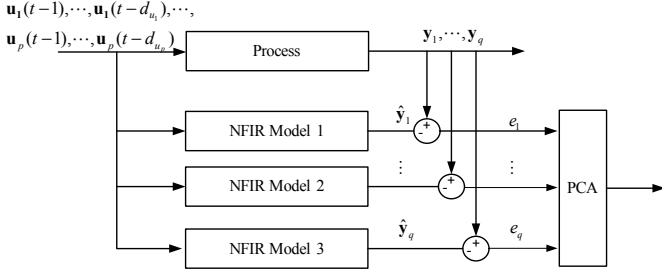 u₁(t−1),⋯,u₁(t−d_{u₁}),⋯,
u_p(t−1),⋯,u_p(t−d_{u_p})
Process
y₁,⋯,y_q
NFIR Model 1
ŷ₁
+
-
e₁
NFIR Model 2
⋮
+
-
⋮
PCA
NFIR Model 3
ŷ_q
+
-
e_q